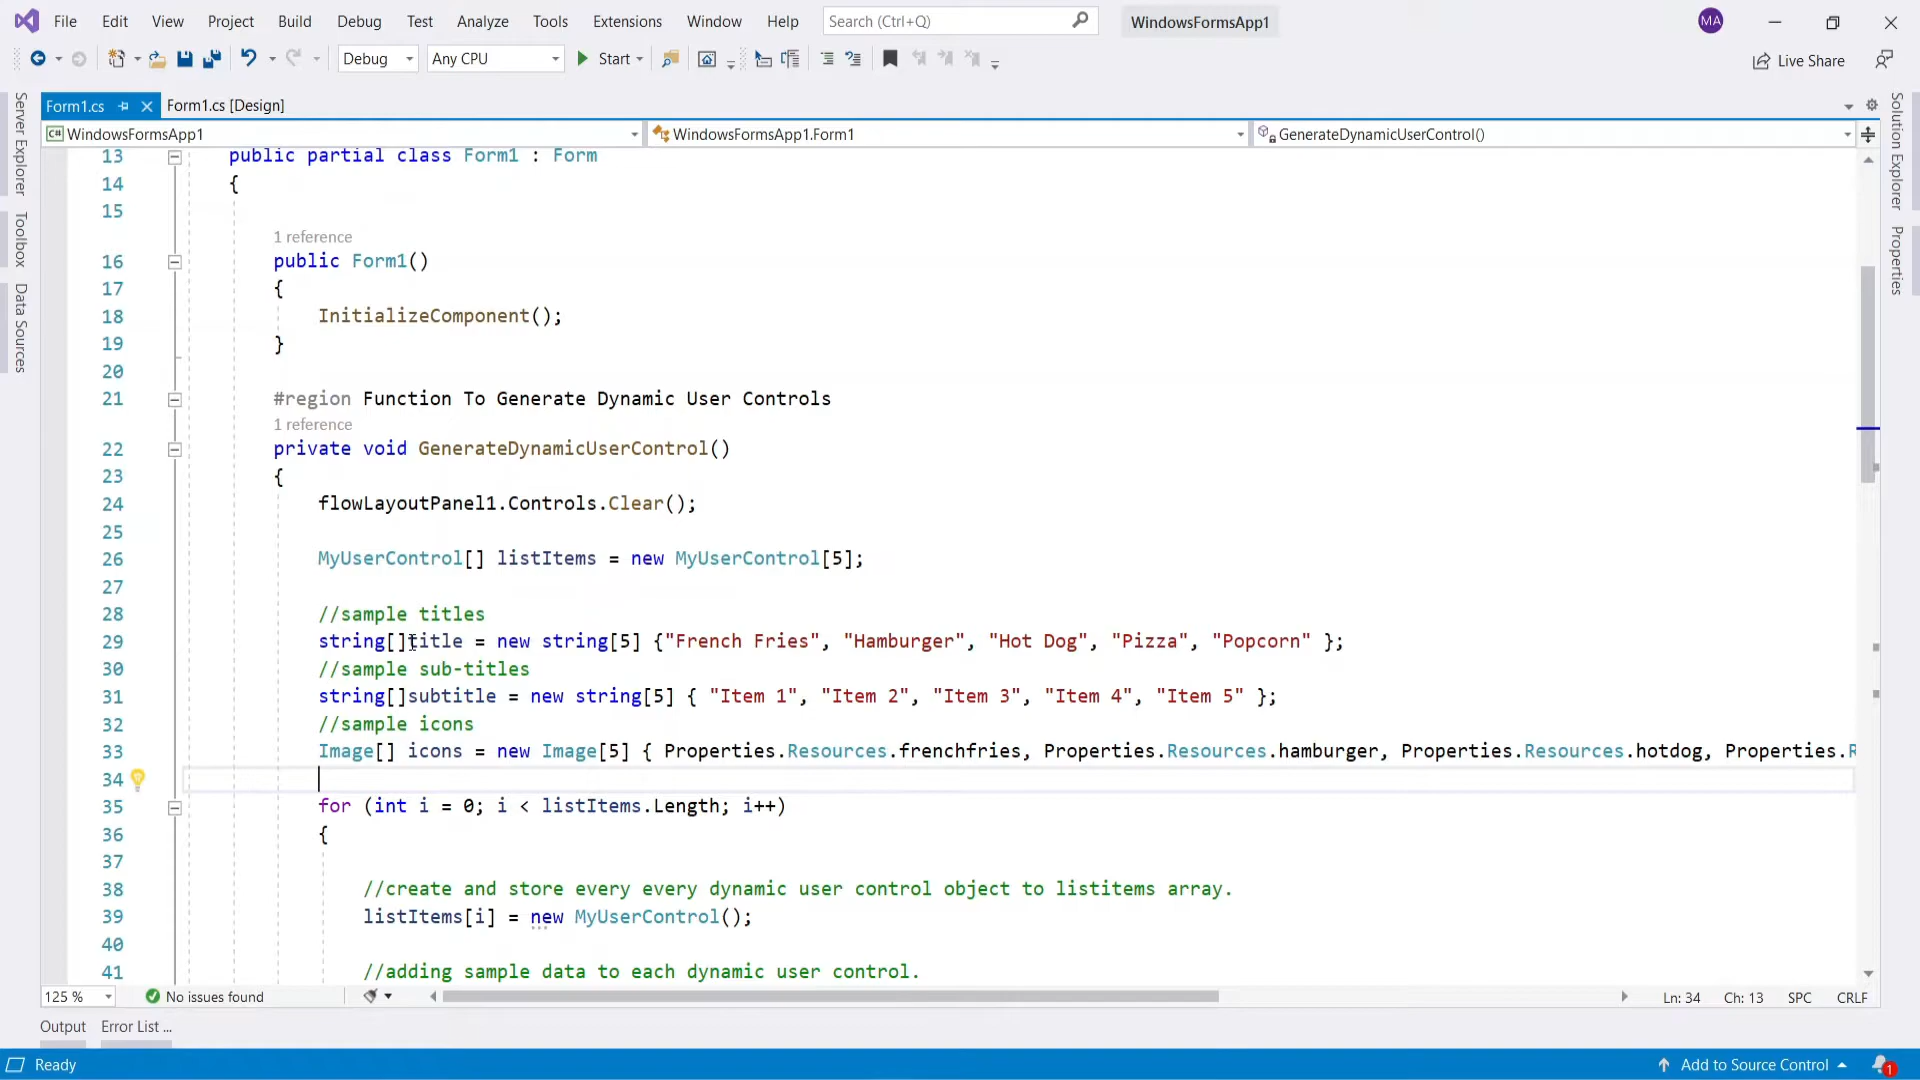 File Edit View Project Build Debug Test Analyze Tools Extensions Window Help Search (Ctrl+Q) WindowsFormsApp1 MA
Debug Any CPU Start Live Share
Form1.cs Form1.cs [Design]
WindowsFormsApp1 WindowsFormsApp1.Form1 GenerateDynamicUserControl()
Server Explorer
Toolbox
Data Sources
Solution Explorer
Properties
13 public partial class Form1 : Form
14 {
15
1 reference
16 public Form1()
17 {
18 InitializeComponent();
19 }
20
21 #region Function To Generate Dynamic User Controls
1 reference
22 private void GenerateDynamicUserControl()
23 {
24 flowLayoutPanel1.Controls.Clear();
25
26 MyUserControl[] listItems = new MyUserControl[5];
27
28 //sample titles
29 string[]title = new string[5] {"French Fries", "Hamburger", "Hot Dog", "Pizza", "Popcorn" };
30 //sample sub-titles
31 string[]subtitle = new string[5] { "Item 1", "Item 2", "Item 3", "Item 4", "Item 5" };
32 //sample icons
33 Image[] icons = new Image[5] { Properties.Resources.frenchfries, Properties.Resources.hamburger, Properties.Resources.hotdog, Properties.R
34
35 for (int i = 0; i < listItems.Length; i++)
36 {
37
38 //create and store every every dynamic user control object to listitems array.
39 listItems[i] = new MyUserControl();
40
41 //adding sample data to each dynamic user control.
125 % No issues found Ln: 34 Ch: 13 SPC CRLF
Output Error List ...
Ready Add to Source Control 1